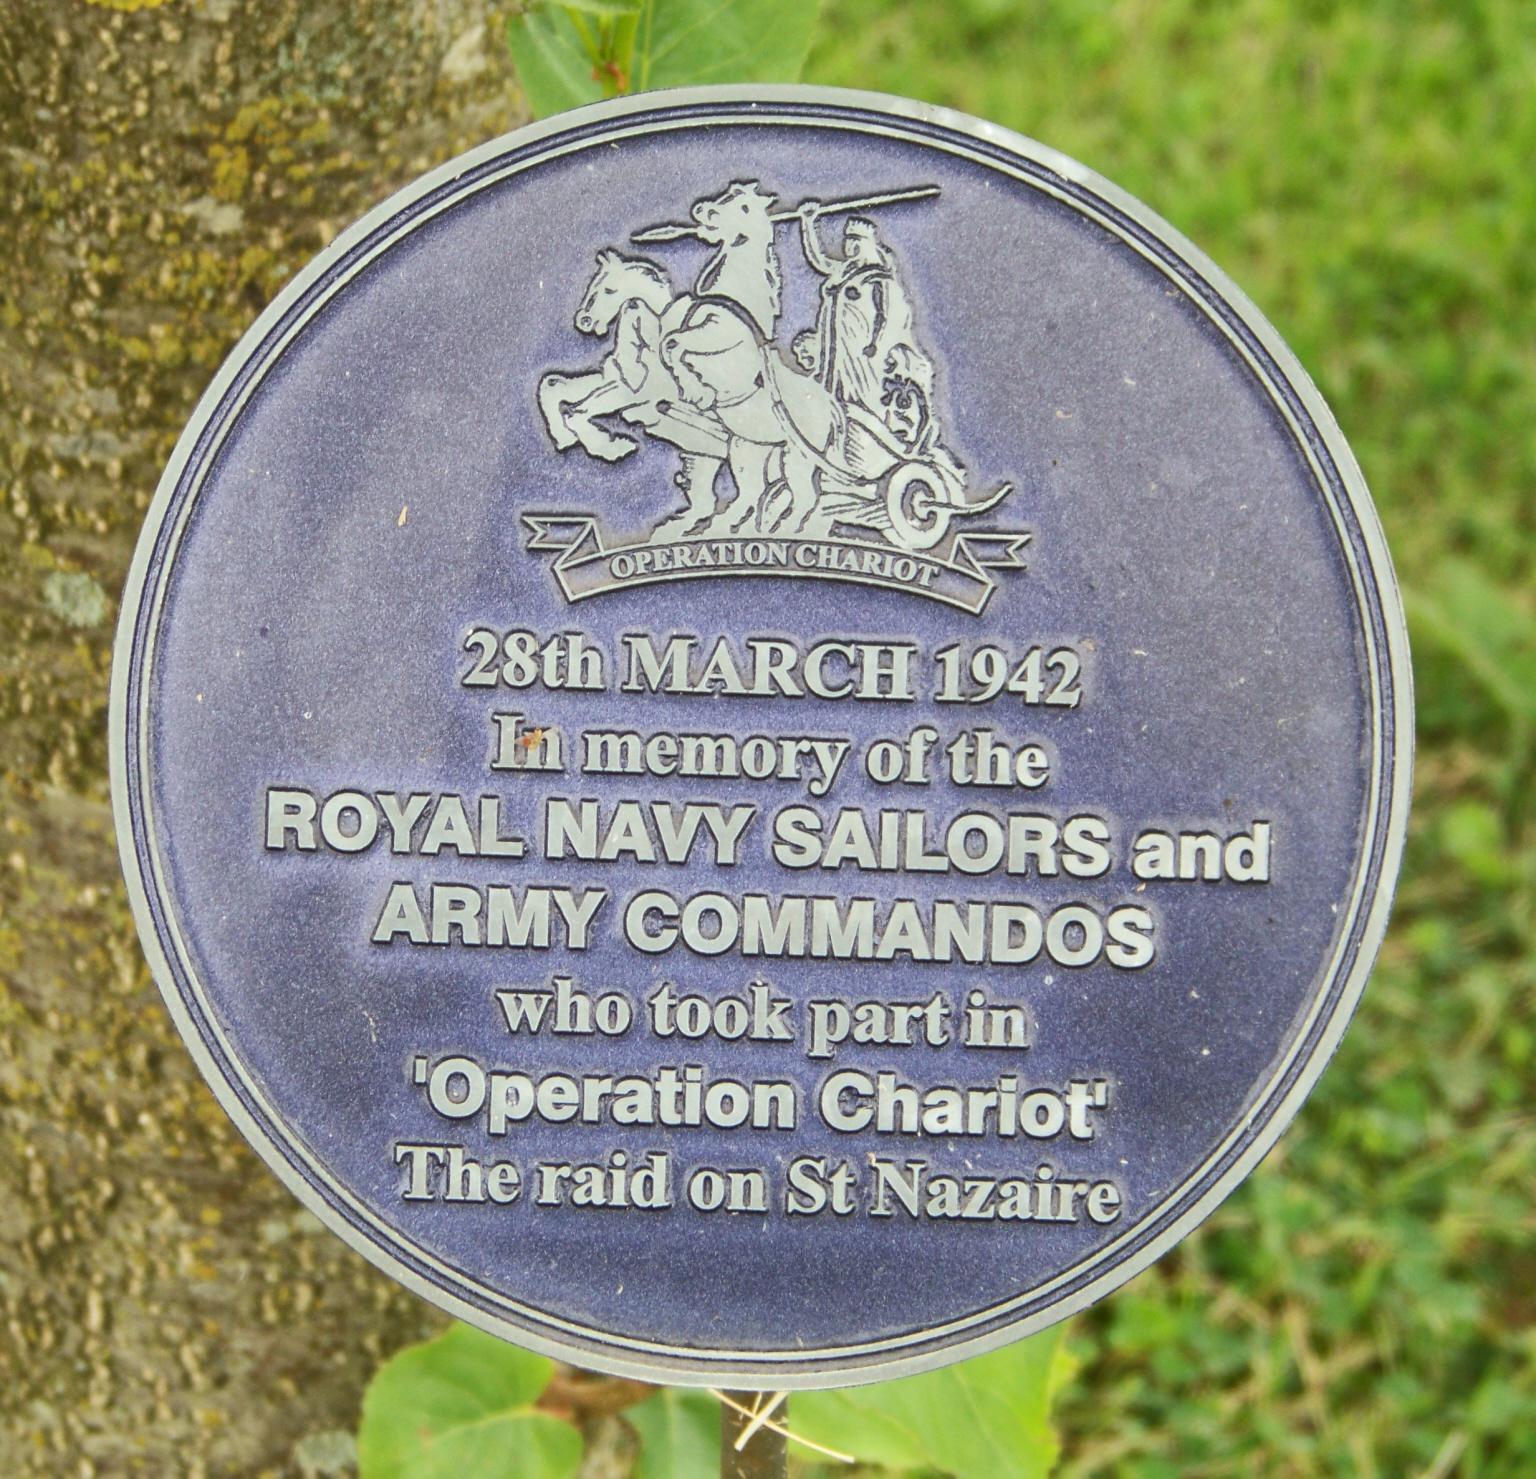 OPERATION CHARIOT
28th MARCH 1942
In memory of the
ROYAL NAVY SAILORS and
ARMY COMMANDOS
who took part in
'Operation Chariot'
The raid on St Nazaire